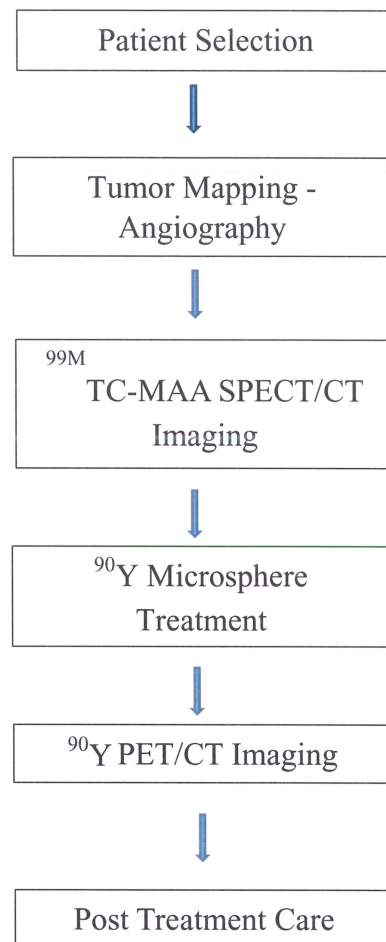 Patient Selection
Tumor Mapping -
Angiography
99M
TC-MAA SPECT/CT
Imaging
90Y Microsphere
Treatment
90Y PET/CT Imaging
Post Treatment Care